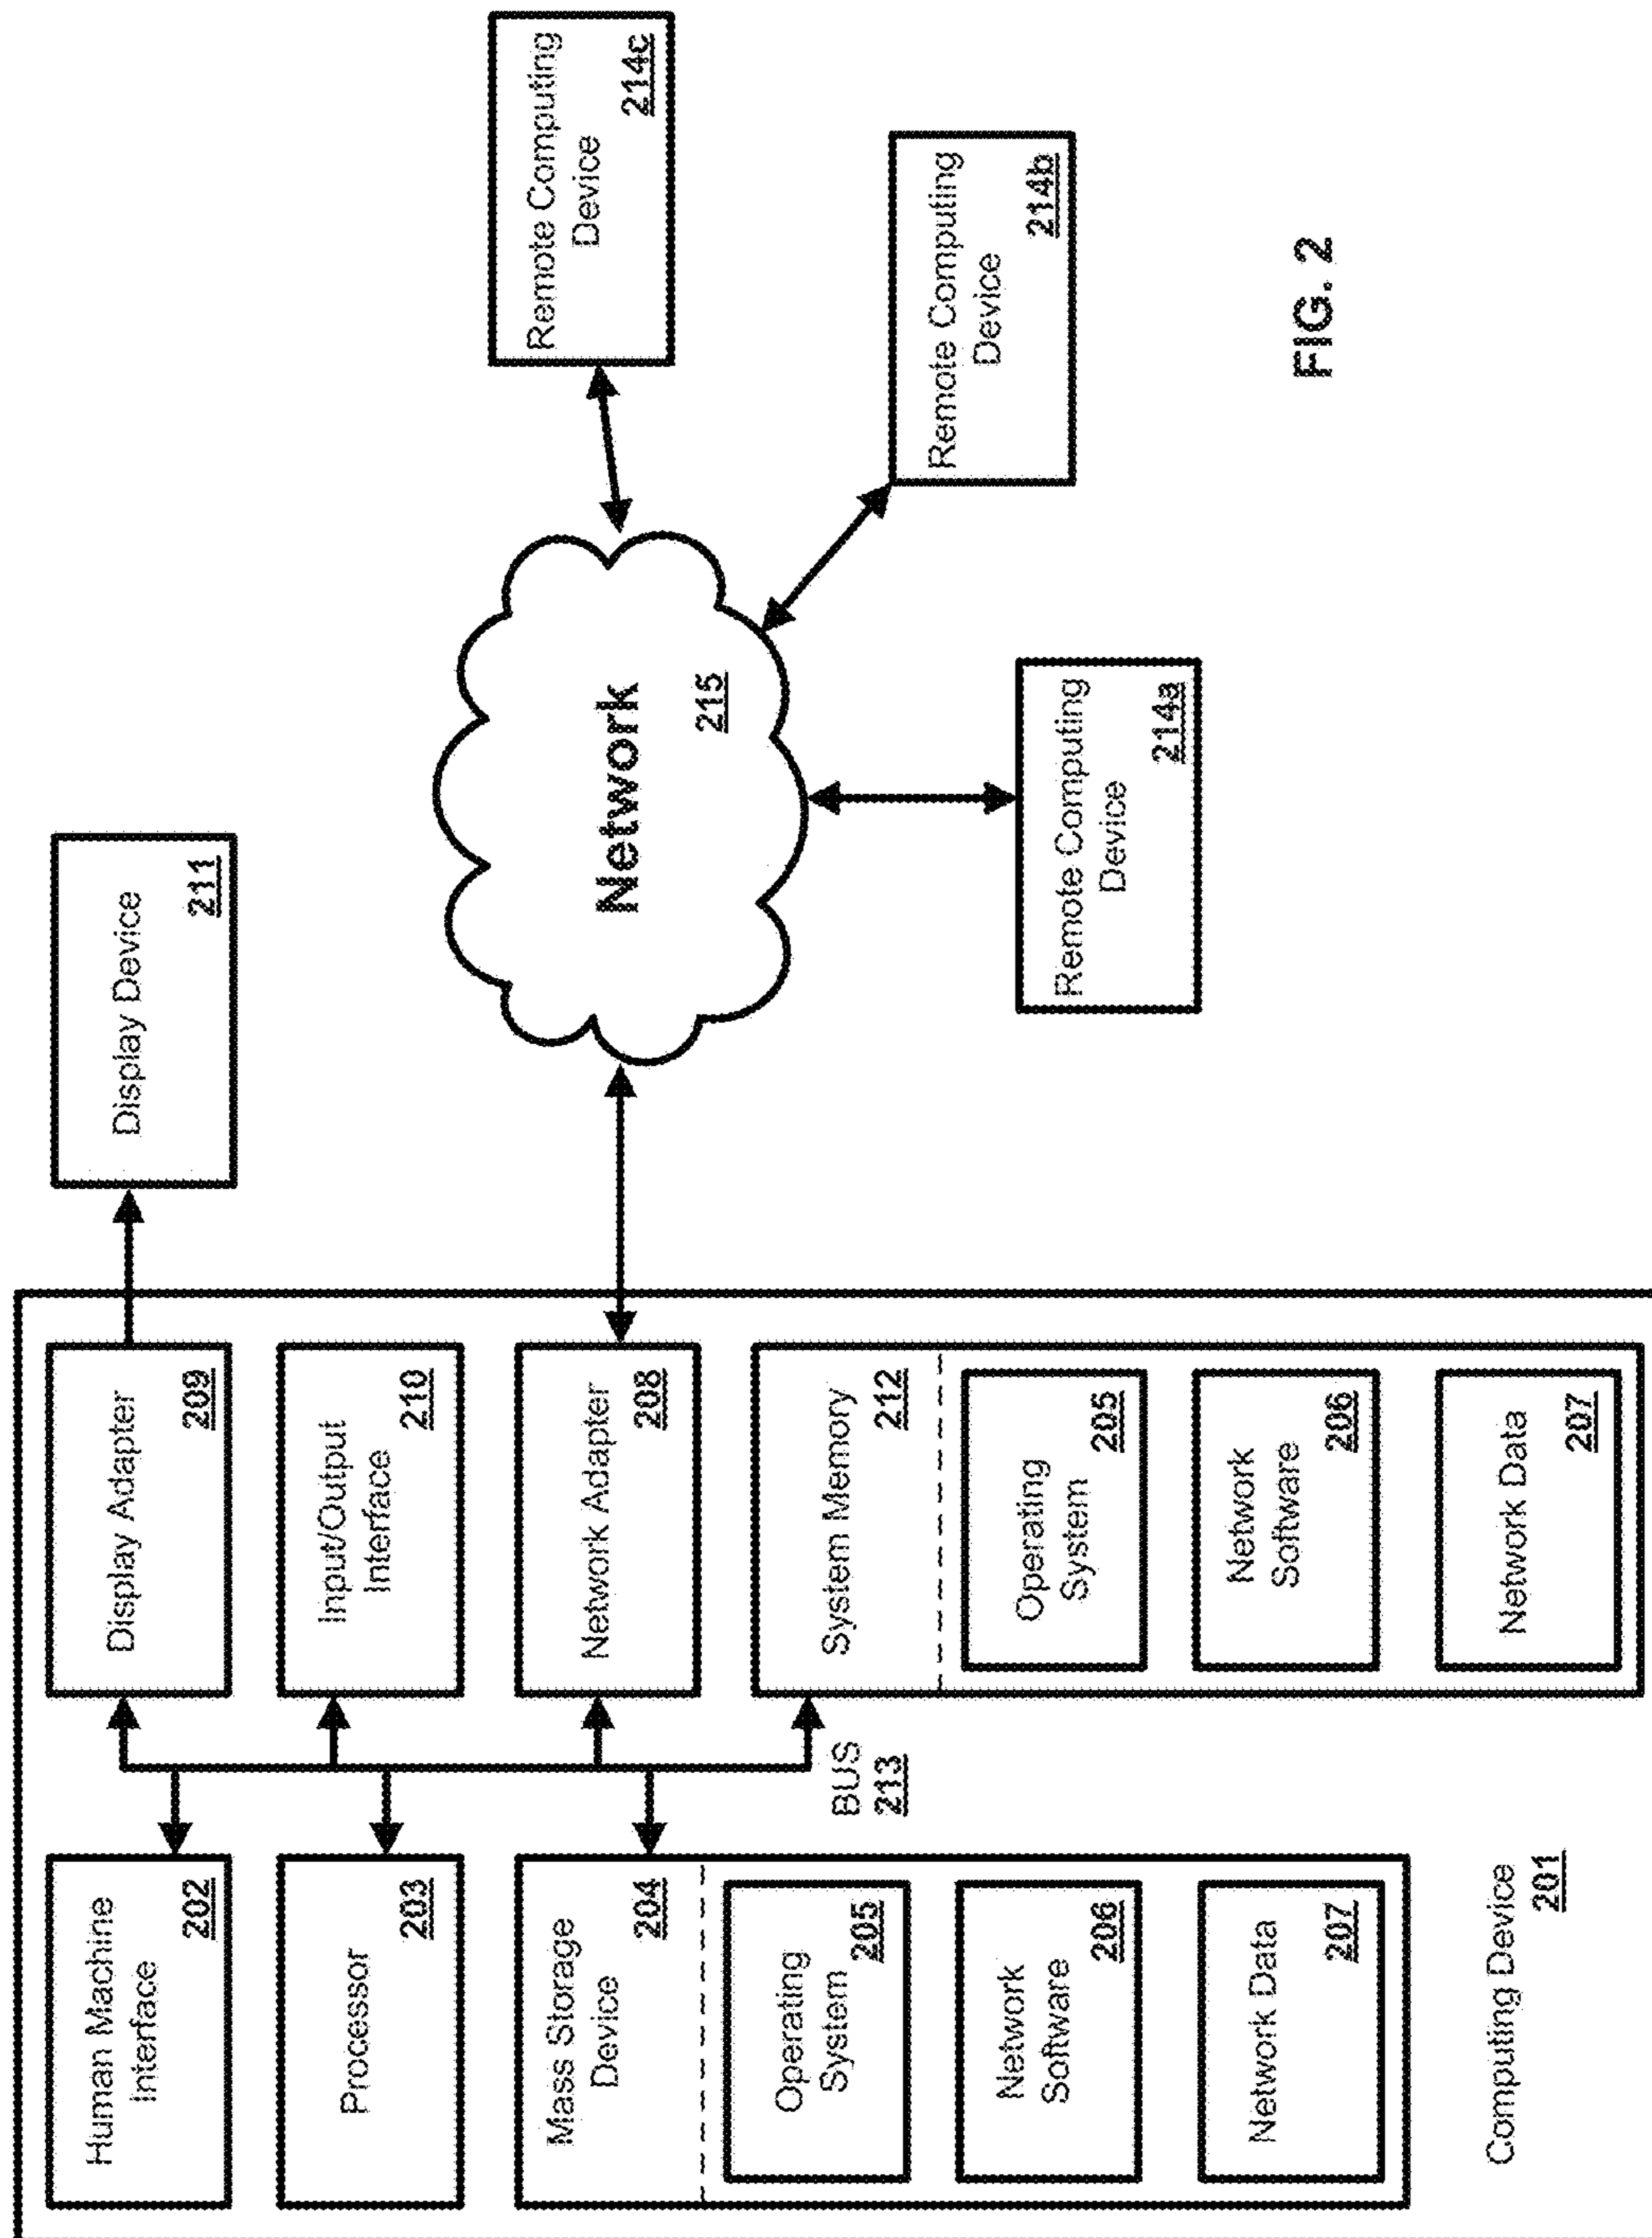 Human Machine
Interface
202
Processor
203
Mass Storage
Device
204
Operating
System
205
Network
Software
206
Network Data
207
Display Adapter
209
Input/Output
Interface
210
Network Adapter
208
System Memory
212
Operating
System
205
Network
Software
206
Network Data
207
BUS
213
Computing Device
201
Display Device
211
Network
215
Remote Computing
Device
214a
Remote Computing
Device
214b
Remote Computing
Device
214c
FIG. 2